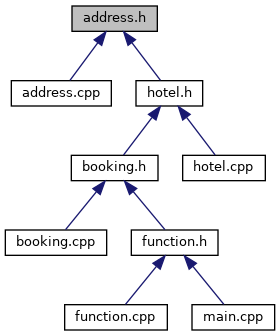 address.h
address.cpp
hotel.h
booking.h
hotel.cpp
booking.cpp
function.h
function.cpp
main.cpp